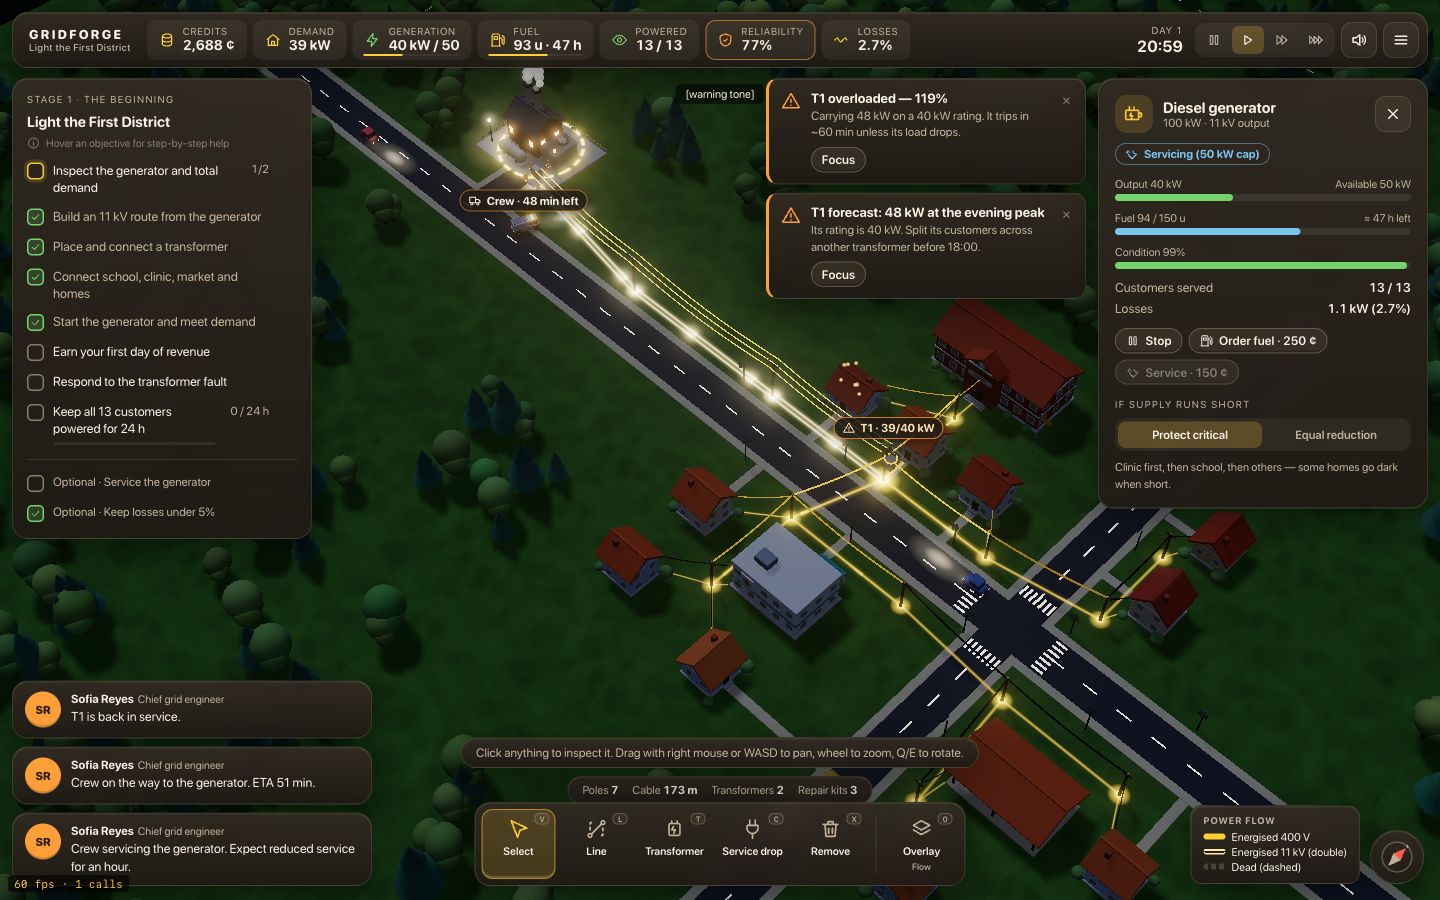 GRIDFORGE
Light the First District
CREDITS
2,688 ¢
DEMAND
39 kW
GENERATION
40 kW / 50
FUEL
93 u · 47 h
POWERED
13 / 13
RELIABILITY
77%
LOSSES
2.7%
DAY 1
20:59
STAGE 1 · THE BEGINNING
Light the First District
Hover an objective for step-by-step help
Inspect the generator and total
demand
1/2
Build an 11 kV route from the generator
Place and connect a transformer
Connect school, clinic, market and
homes
Start the generator and meet demand
Earn your first day of revenue
Respond to the transformer fault
Keep all 13 customers
powered for 24 h
0 / 24 h
Optional · Service the generator
Optional · Keep losses under 5%
[warning tone]
T1 overloaded — 119%
Carrying 48 kW on a 40 kW rating. It trips in
~60 min unless its load drops.
Focus
T1 forecast: 48 kW at the evening peak
Its rating is 40 kW. Split its customers across
another transformer before 18:00.
Focus
Crew · 48 min left
T1 · 39/40 kW
Diesel generator
100 kW · 11 kV output
Servicing (50 kW cap)
Output 40 kW
Available 50 kW
Fuel 94 / 150 u
≈ 47 h left
Condition 99%
Customers served
13 / 13
Losses
1.1 kW (2.7%)
Stop
Order fuel · 250 ¢
Service · 150 ¢
IF SUPPLY RUNS SHORT
Protect critical
Equal reduction
Clinic first, then school, then others — some homes go dark
when short.
Sofia Reyes Chief grid engineer
SR
T1 is back in service.
Sofia Reyes Chief grid engineer
SR
Crew on the way to the generator. ETA 51 min.
Sofia Reyes Chief grid engineer
SR
Crew servicing the generator. Expect reduced service
for an hour.
60 fps · 1 calls
Click anything to inspect it. Drag with right mouse or WASD to pan, wheel to zoom, Q/E to rotate.
Poles 7 Cable 173 m Transformers 2 Repair kits 3
V
Select
L
Line
T
Transformer
C
Service drop
X
Remove
O
Overlay
Flow
POWER FLOW
Energised 400 V
Energised 11 kV (double)
Dead (dashed)